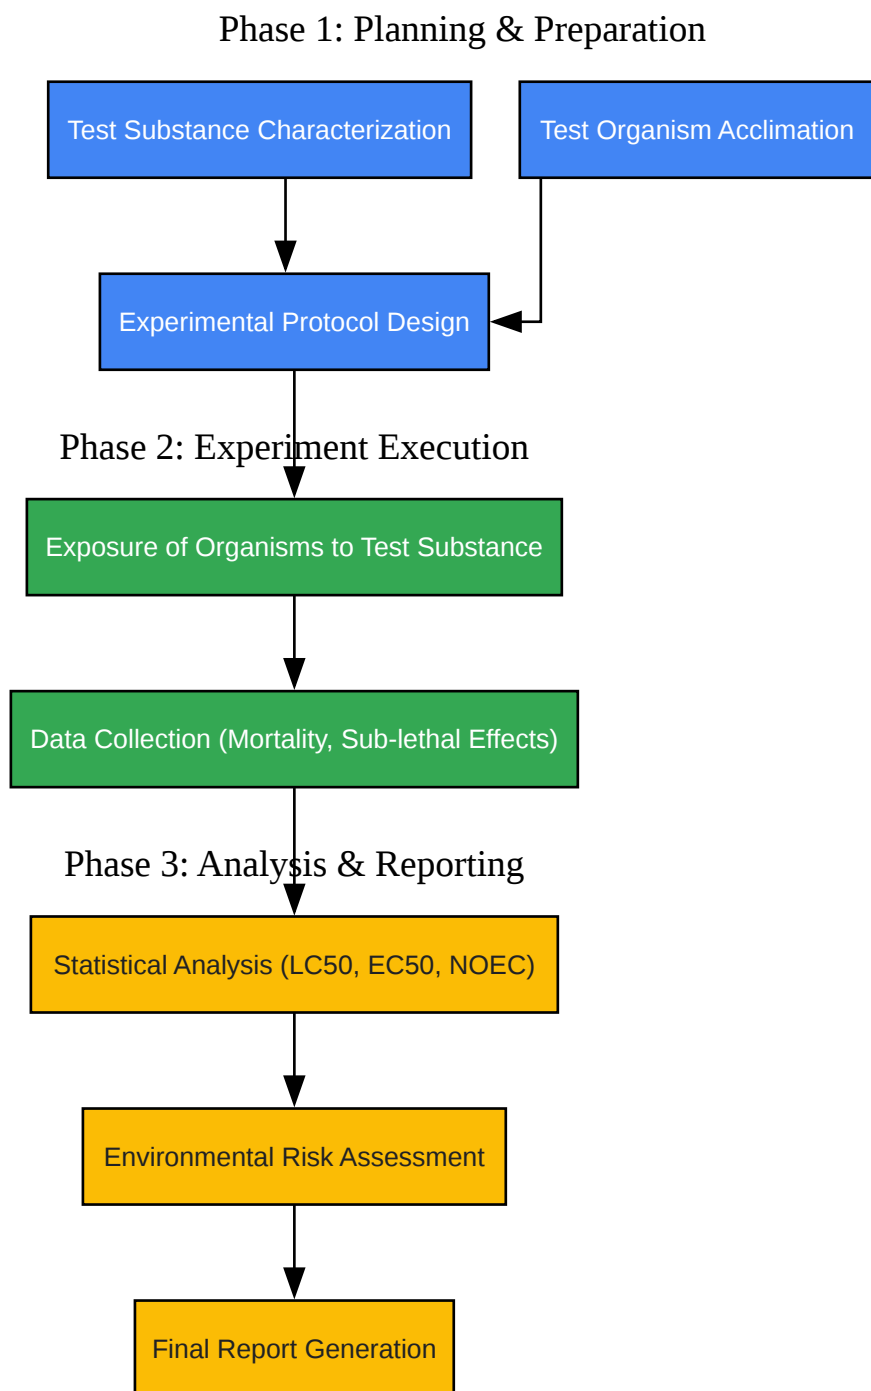 Phase 1: Planning & Preparation
Test Substance Characterization
Test Organism Acclimation
Experimental Protocol Design
Phase 2: Experiment Execution
Exposure of Organisms to Test Substance
Data Collection (Mortality, Sub-lethal Effects)
Phase 3: Analysis & Reporting
Statistical Analysis (LC50, EC50, NOEC)
Environmental Risk Assessment
Final Report Generation